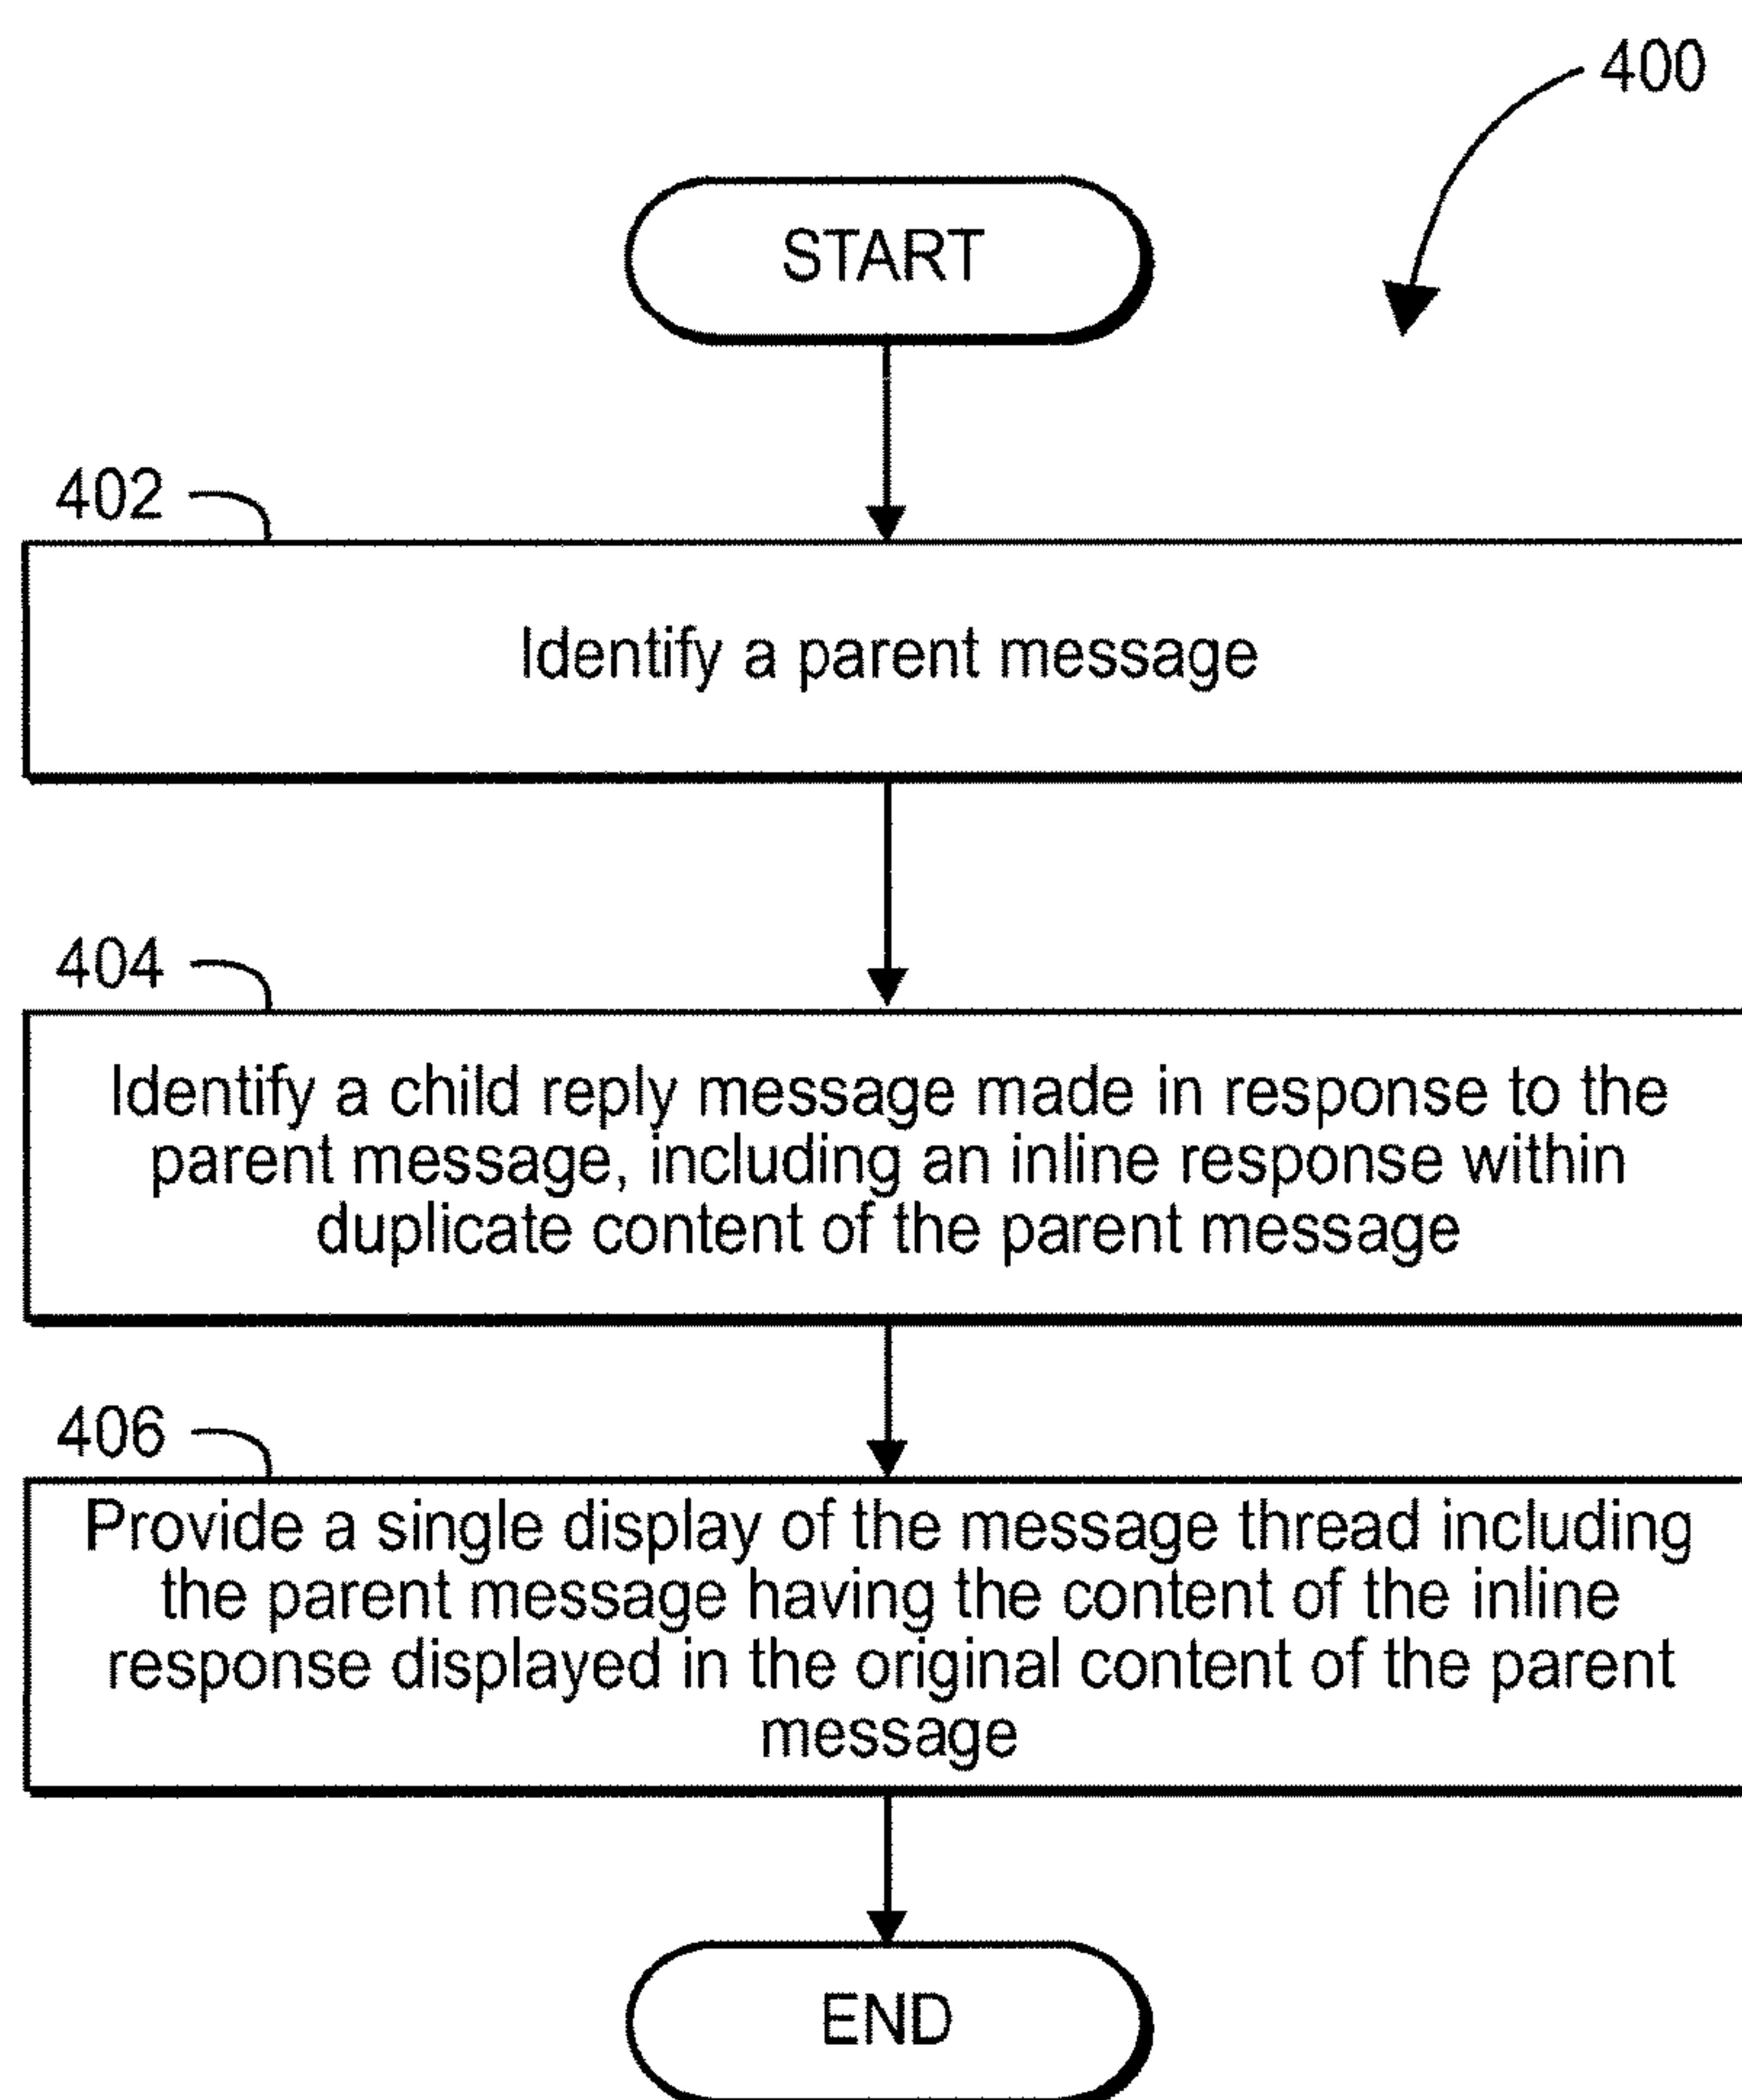 400
START
402
Identify a parent message
404
Identify a child reply message made in response to the
parent message, including an inline response within
duplicate content of the parent message
406
Provide a single display of the message thread including
the parent message having the content of the inline
response displayed in the original content of the parent
message
END